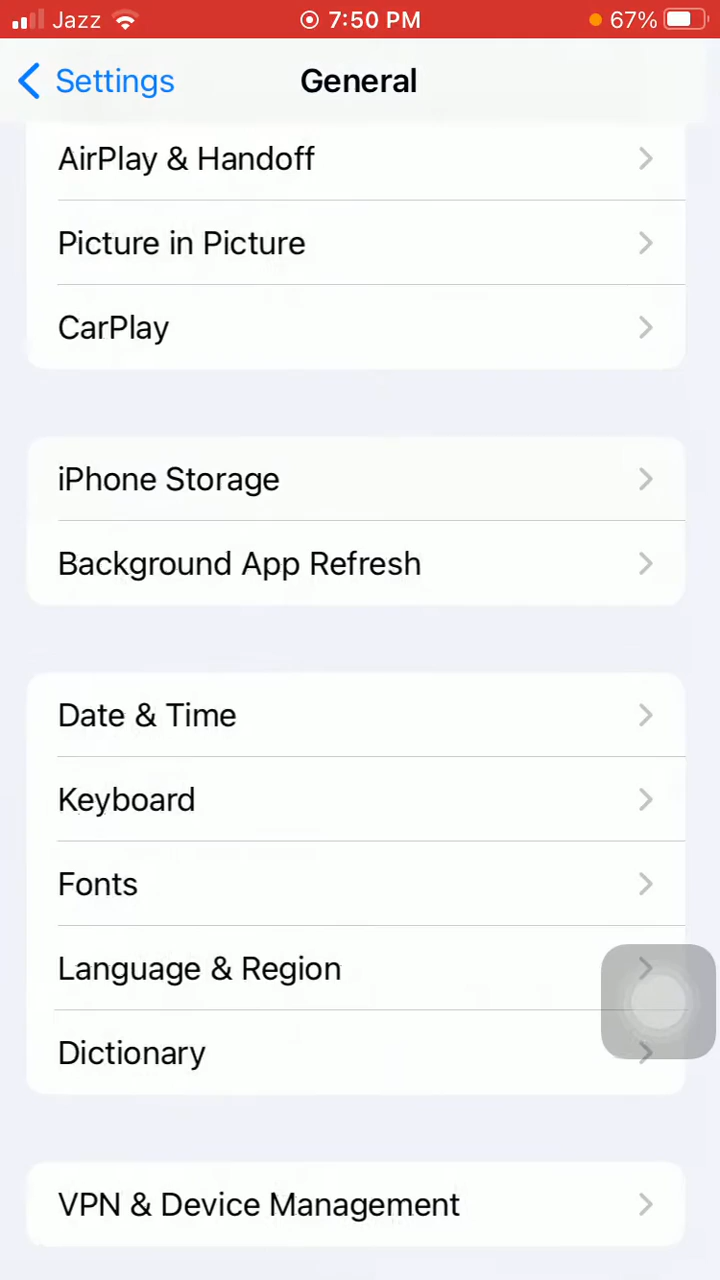 Jazz 7:50 PM 67%
Settings General
AirPlay & Handoff
Picture in Picture
CarPlay
iPhone Storage
Background App Refresh
Date & Time
Keyboard
Fonts
Language & Region
Dictionary
VPN & Device Management